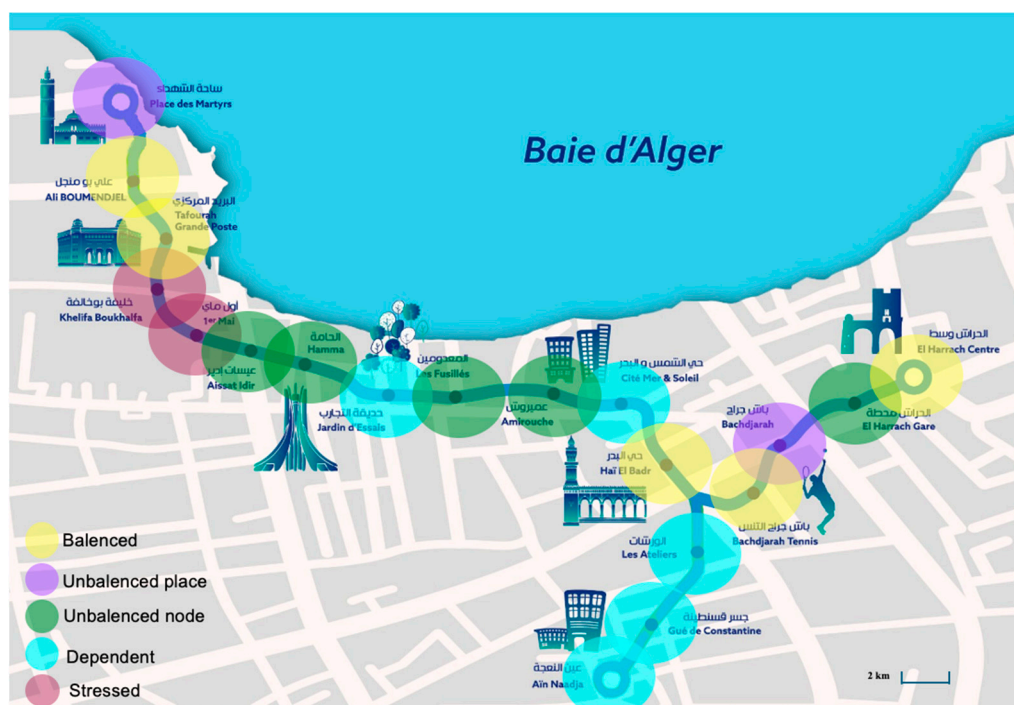 ساحة الشهداء
Place des Martyrs
Baie d'Alger
علي بو منجل
Ali BOUMENDJEL
البريد المركزي
Tafourah
Grande Poste
خليفة بوخالفة
Khelifa Boukhalfa
أول ماي
1er Mai
عيسات إدير
Aissat Idir
الحامة
Hamma
حديقة التجارب
Jardin d'Essais
المعدومين
Les Fusillés
عميروش
Amirouche
حي الشمس و البحر
Cité Mer & Soleil
حي البدر
Haï El Badr
باش جراح
Bachdjarah
باش جراح التنس
Bachdjarah Tennis
الحراش محطة
El Harrach Gare
الحراش وسط
El Harrach Centre
الورشات
Les Ateliers
جسر قسنطينة
Gué de Constantine
عين النعجة
Aïn Naadja
Balenced
Unbalenced place
Unbalenced node
Dependent
Stressed
2 km